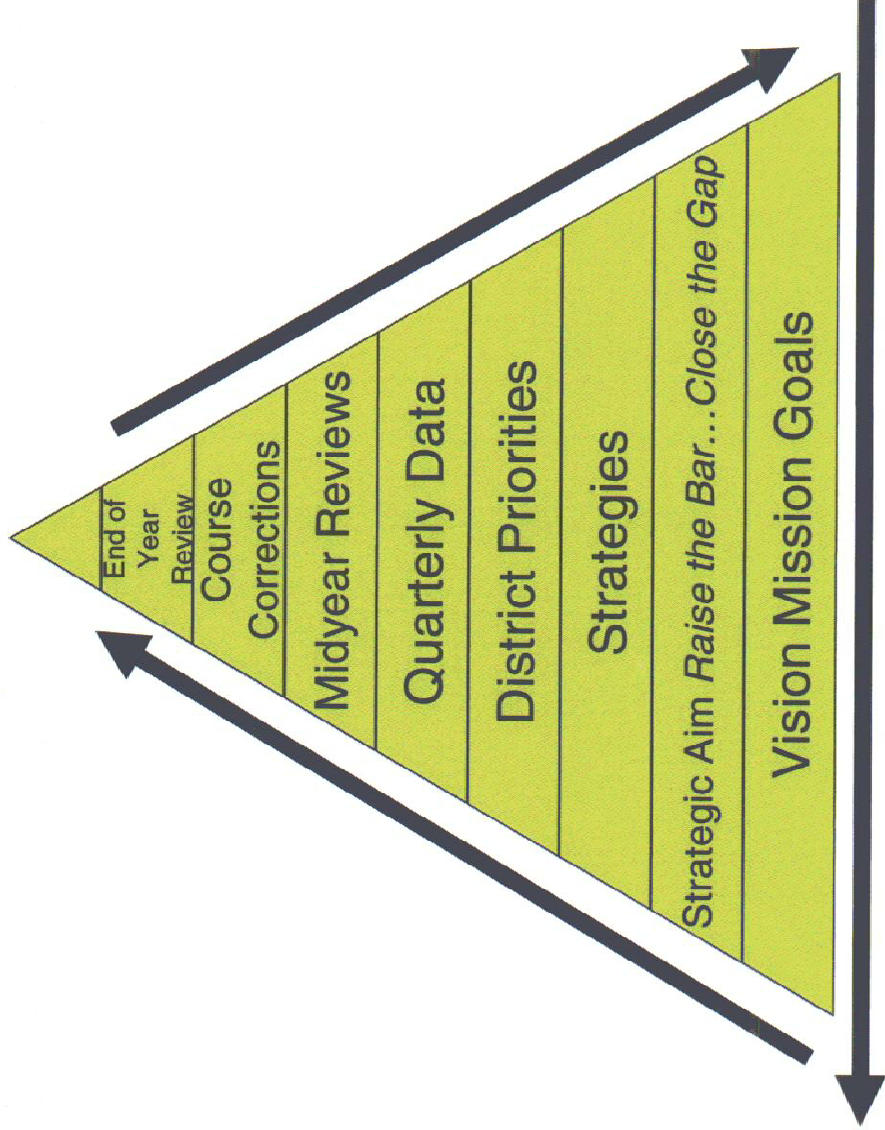 End of
Year
Review
Course
Corrections
Midyear Reviews
Quarterly Data
District Priorities
Strategies
Strategic Aim Raise the Bar...Close the Gap
Vision Mission Goals